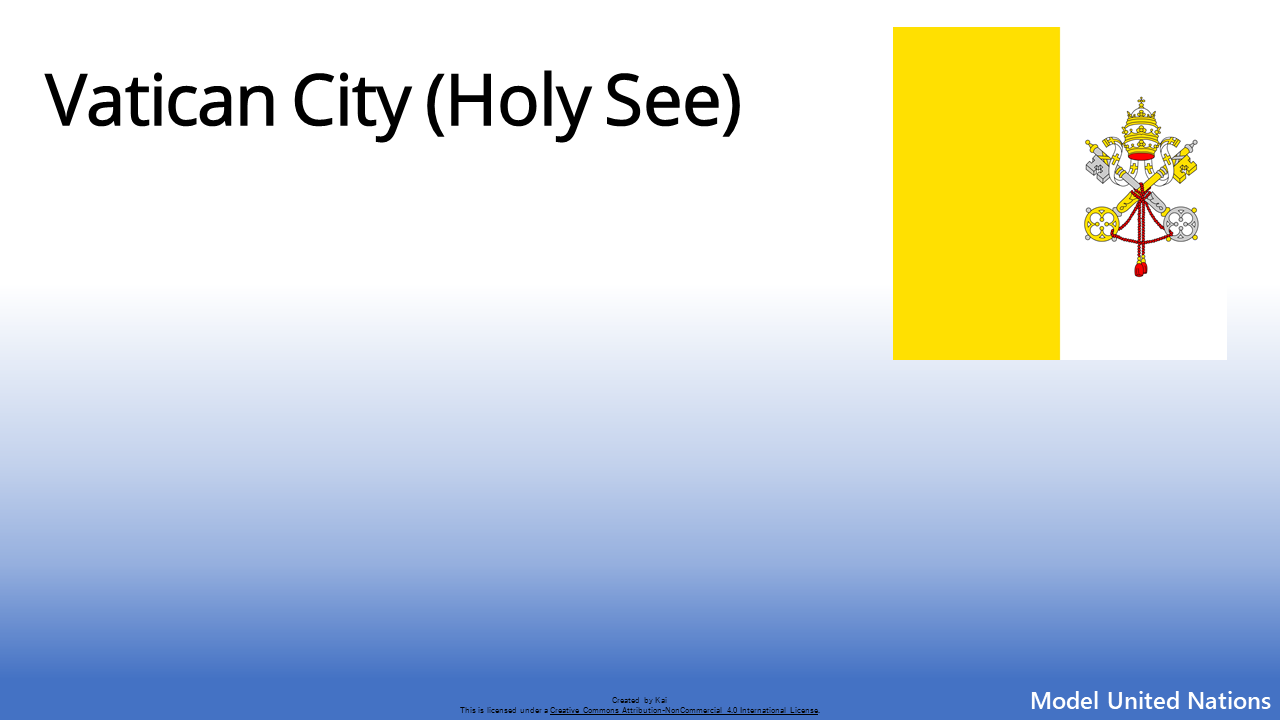 Vatican City (Holy See)
Created by Kai
This is licensed under a Creative Commons Attribution-NonCommercial 4.0 International License.
Model United Nations